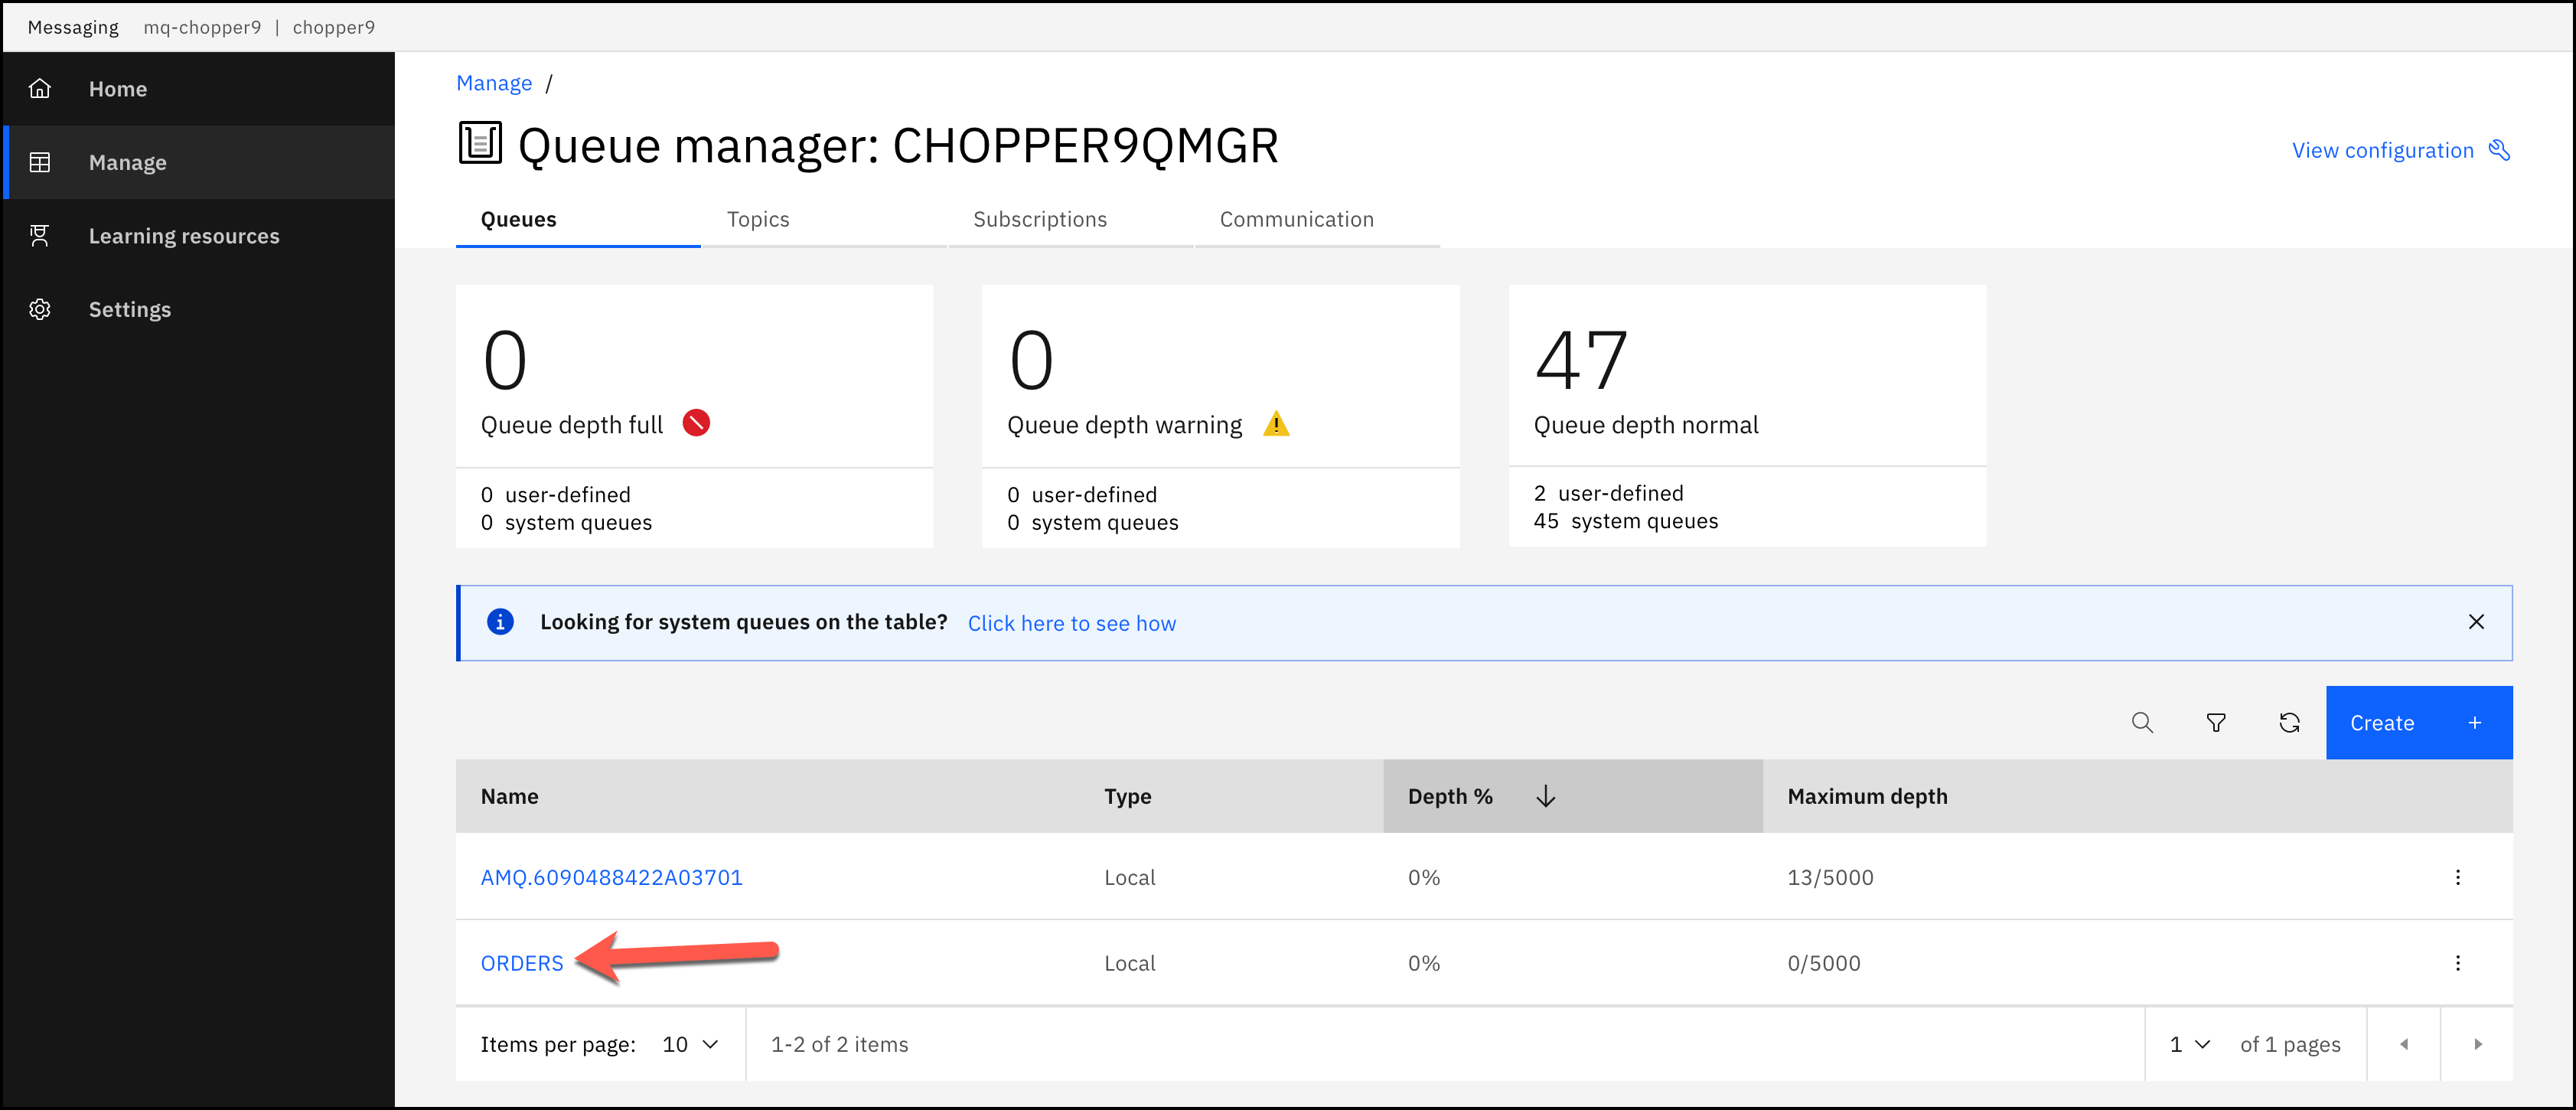 Messaging mq-chopper9 | chopper9
Home
Manage
Learning resources
Settings
Manage /
Queue manager: CHOPPER9QMGR
View configuration
Queues Topics Subscriptions Communication
0
Queue depth full
0 user-defined
0 system queues
0
Queue depth warning
0 user-defined
0 system queues
47
Queue depth normal
2 user-defined
45 system queues
Looking for system queues on the table? Click here to see how
Create +
Name Type Depth % Maximum depth
AMQ.6090488422A03701 Local 0% 13/5000
ORDERS Local 0% 0/5000
Items per page: 10 1-2 of 2 items 1 of 1 pages